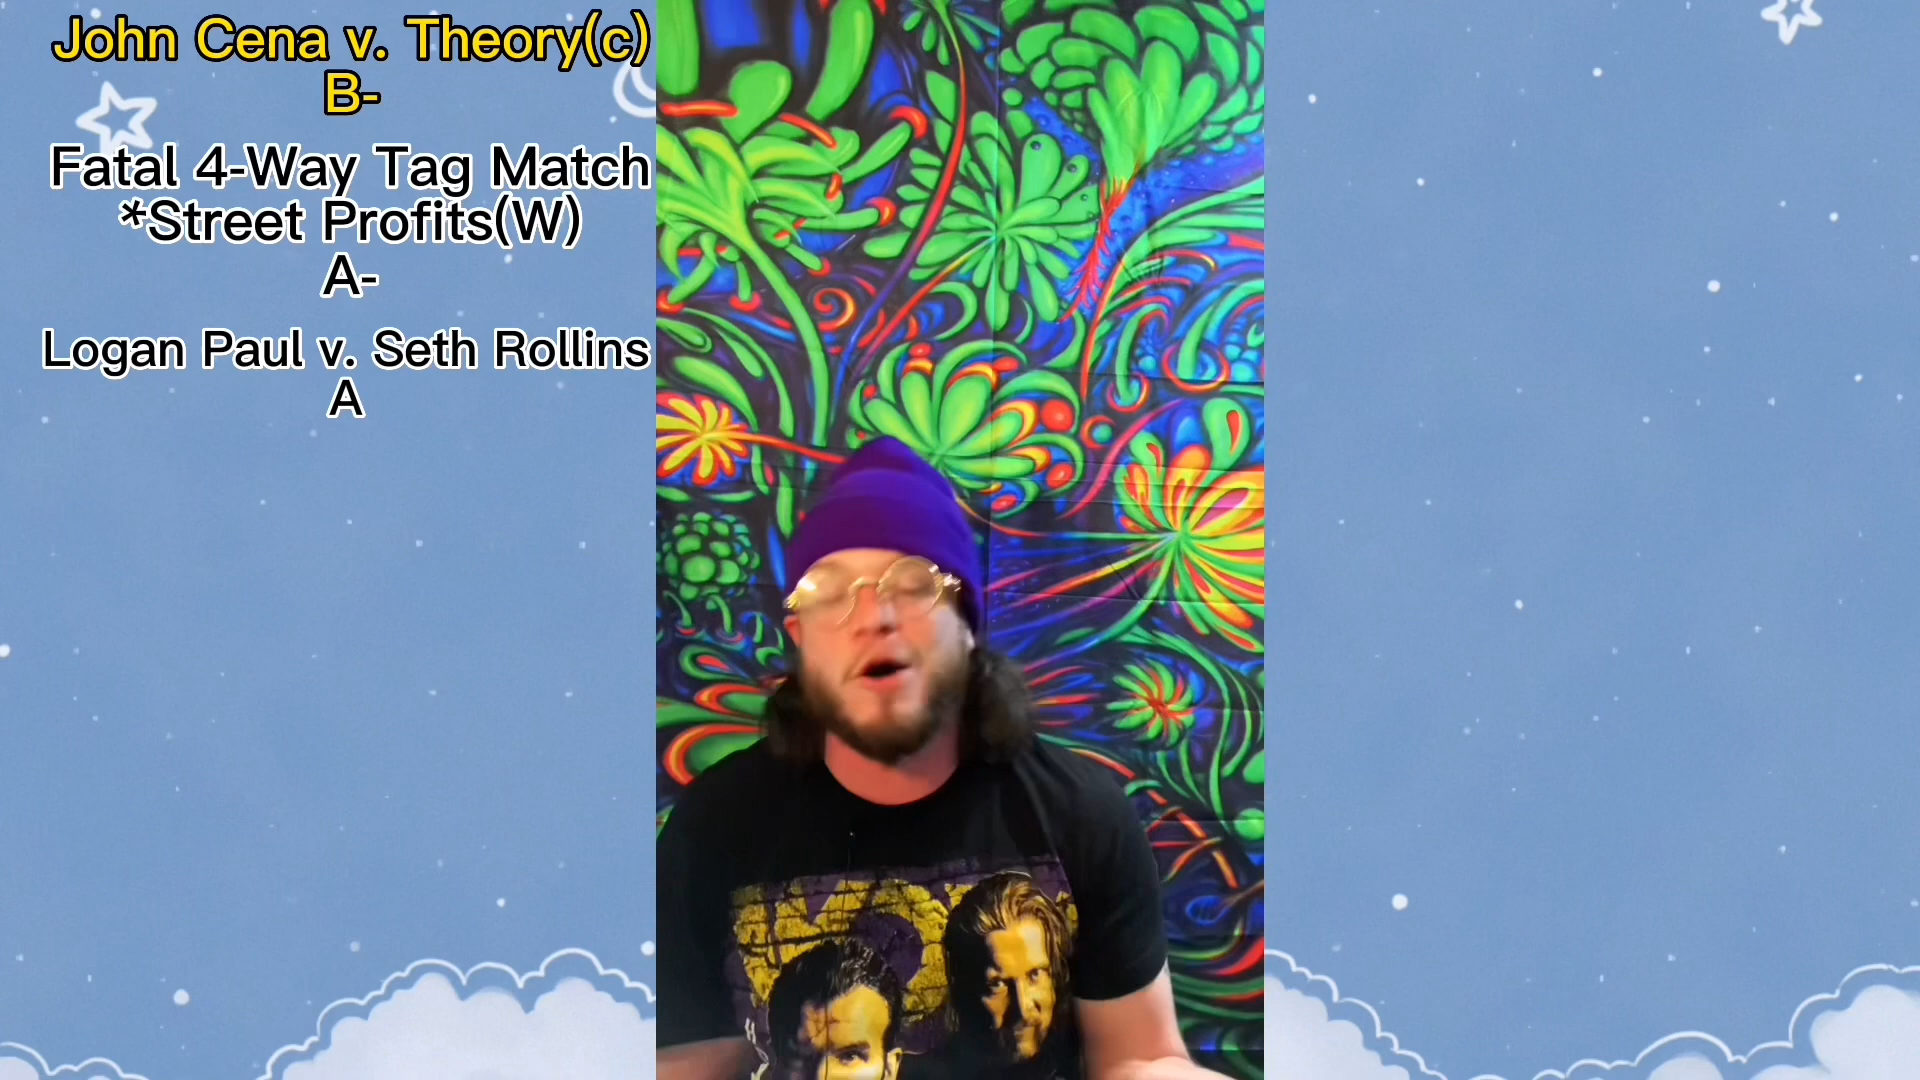 John Cena v. Theory(c)
B-
Fatal 4-Way Tag Match
*Street Profits(W)
A-
Logan Paul v. Seth Rollins
A